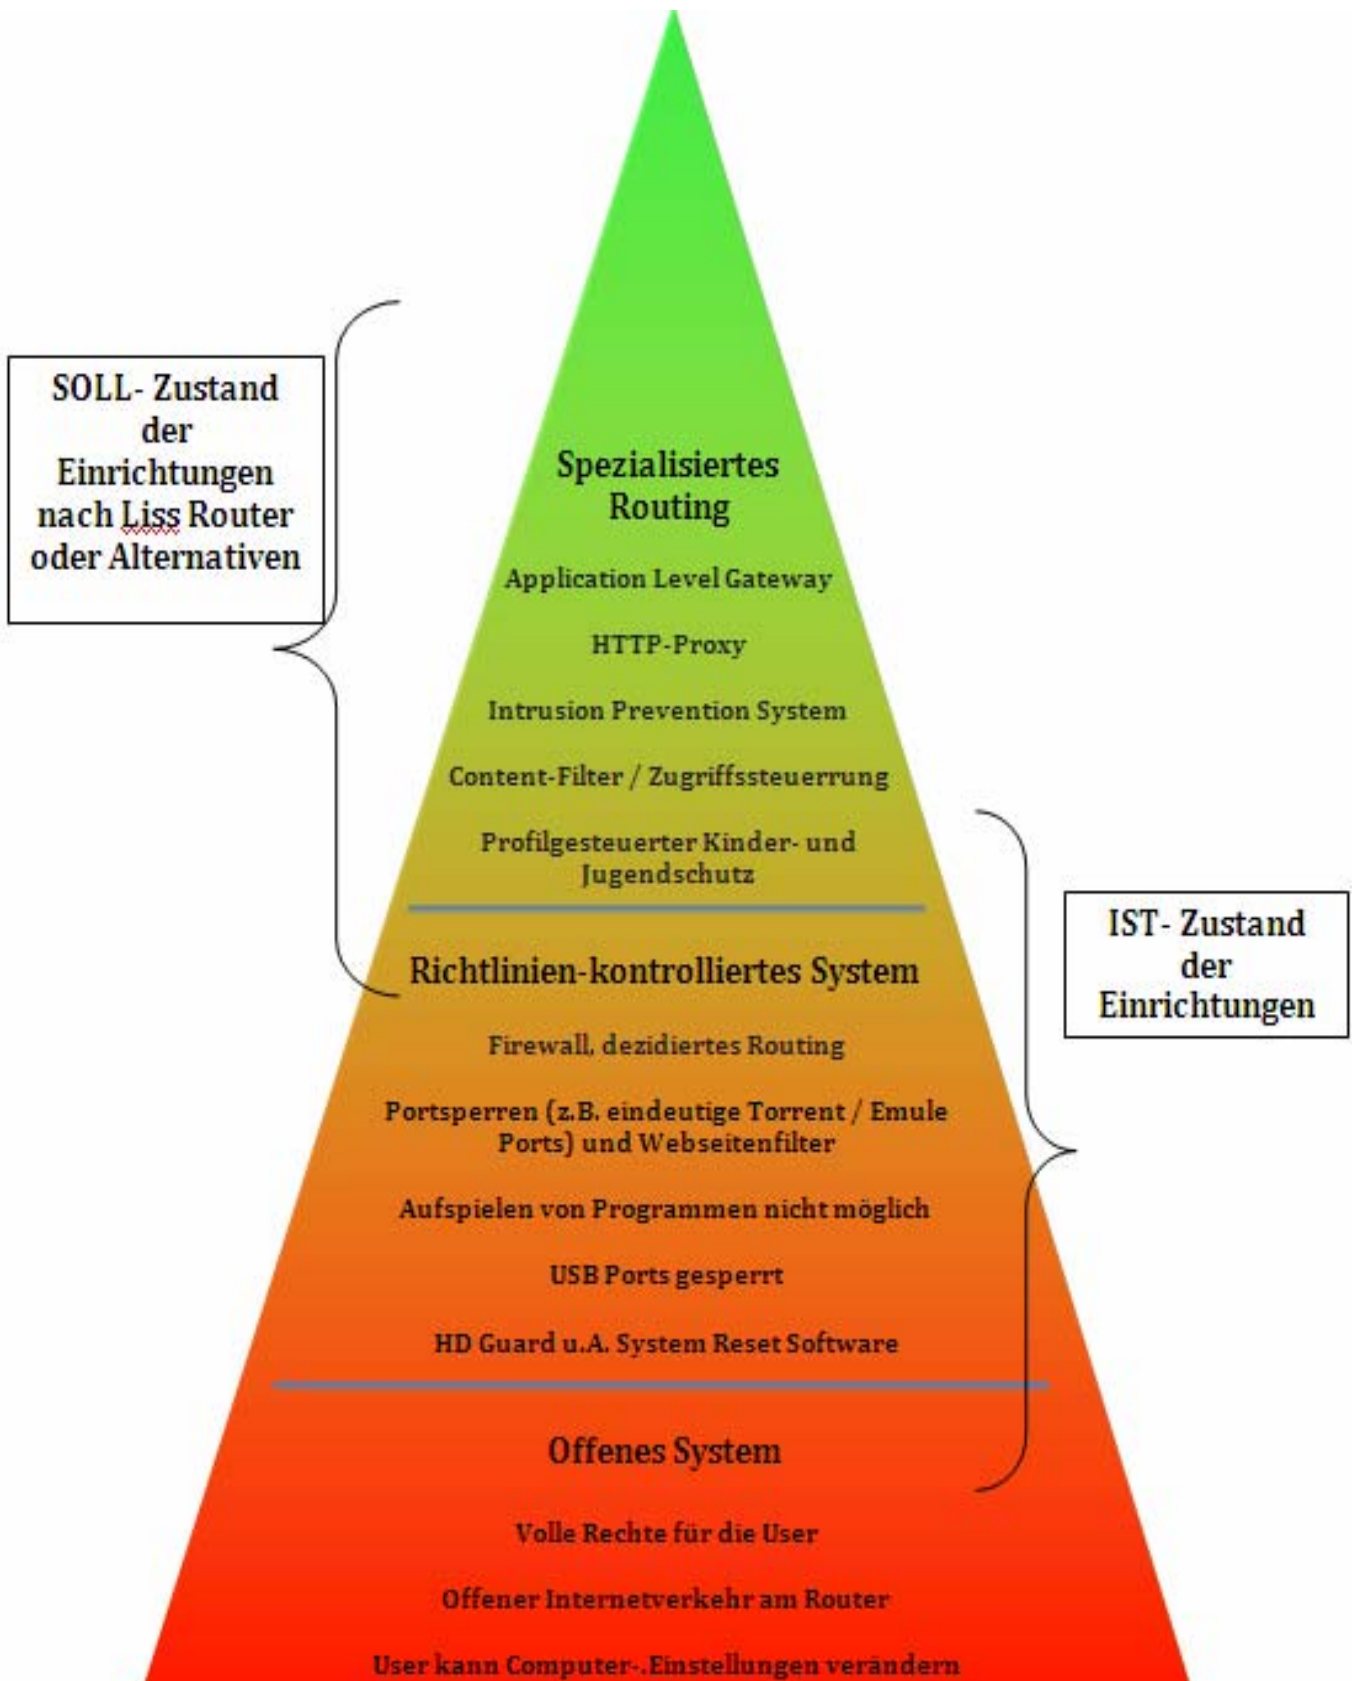 SOLL- Zustand
der
Einrichtungen
nach Liss Router
oder Alternativen
Spezialisiertes
Routing
Application Level Gateway
HTTP-Proxy
Intrusion Prevention System
Content-Filter / Zugriffssteuerrung
Profilgesteuerter Kinder- und
Jugendschutz
IST- Zustand
der
Einrichtungen
Richtlinien-kontrolliertes System
Firewall, dezidiertes Routing
Portsperren (z.B. eindeutige Torrent / Emule
Ports) und Webseitenfilter
Aufspielen von Programmen nicht möglich
USB Ports gesperrt
HD Guard u.A. System Reset Software
Offenes System
Volle Rechte für die User
Offener Internetverkehr am Router
User kann Computer-.Einstellungen verändern